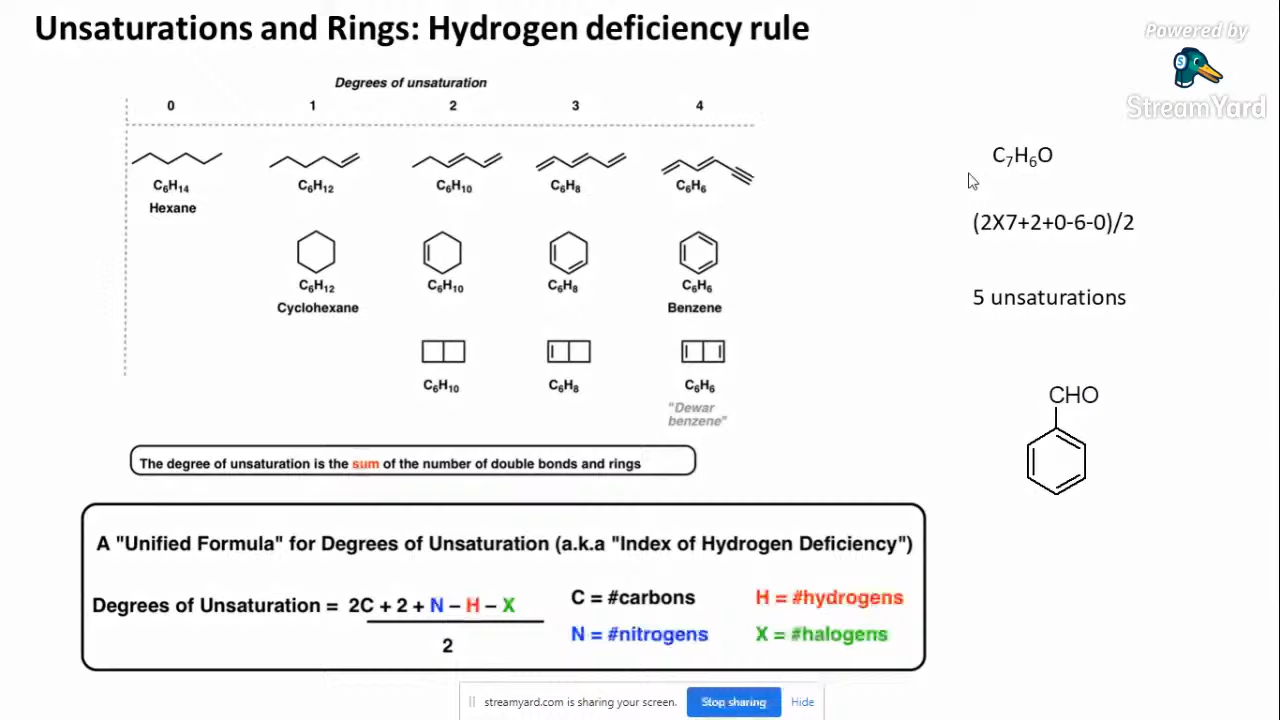 Unsaturations and Rings: Hydrogen deficiency rule
Powered by
S
StreamYard
Degrees of unsaturation
0 1 2 3 4
C₆H₁₄ C₆H₁₂ C₆H₁₀ C₆H₈ C₆H₆
Hexane
C₆H₁₂ C₆H₁₀ C₆H₈ C₆H₆
Cyclohexane Benzene
C₆H₁₀ C₆H₈ C₆H₆
"Dewar
benzene"
The degree of unsaturation is the sum of the number of double bonds and rings
A "Unified Formula" for Degrees of Unsaturation (a.k.a "Index of Hydrogen Deficiency")
Degrees of Unsaturation = 2C + 2 + N – H – X
2
C = #carbons H = #hydrogens
N = #nitrogens X = #halogens
C₇H₆O
(2X7+2+0-6-0)/2
5 unsaturations
CHO
streamyard.com is sharing your screen. Stop sharing Hide